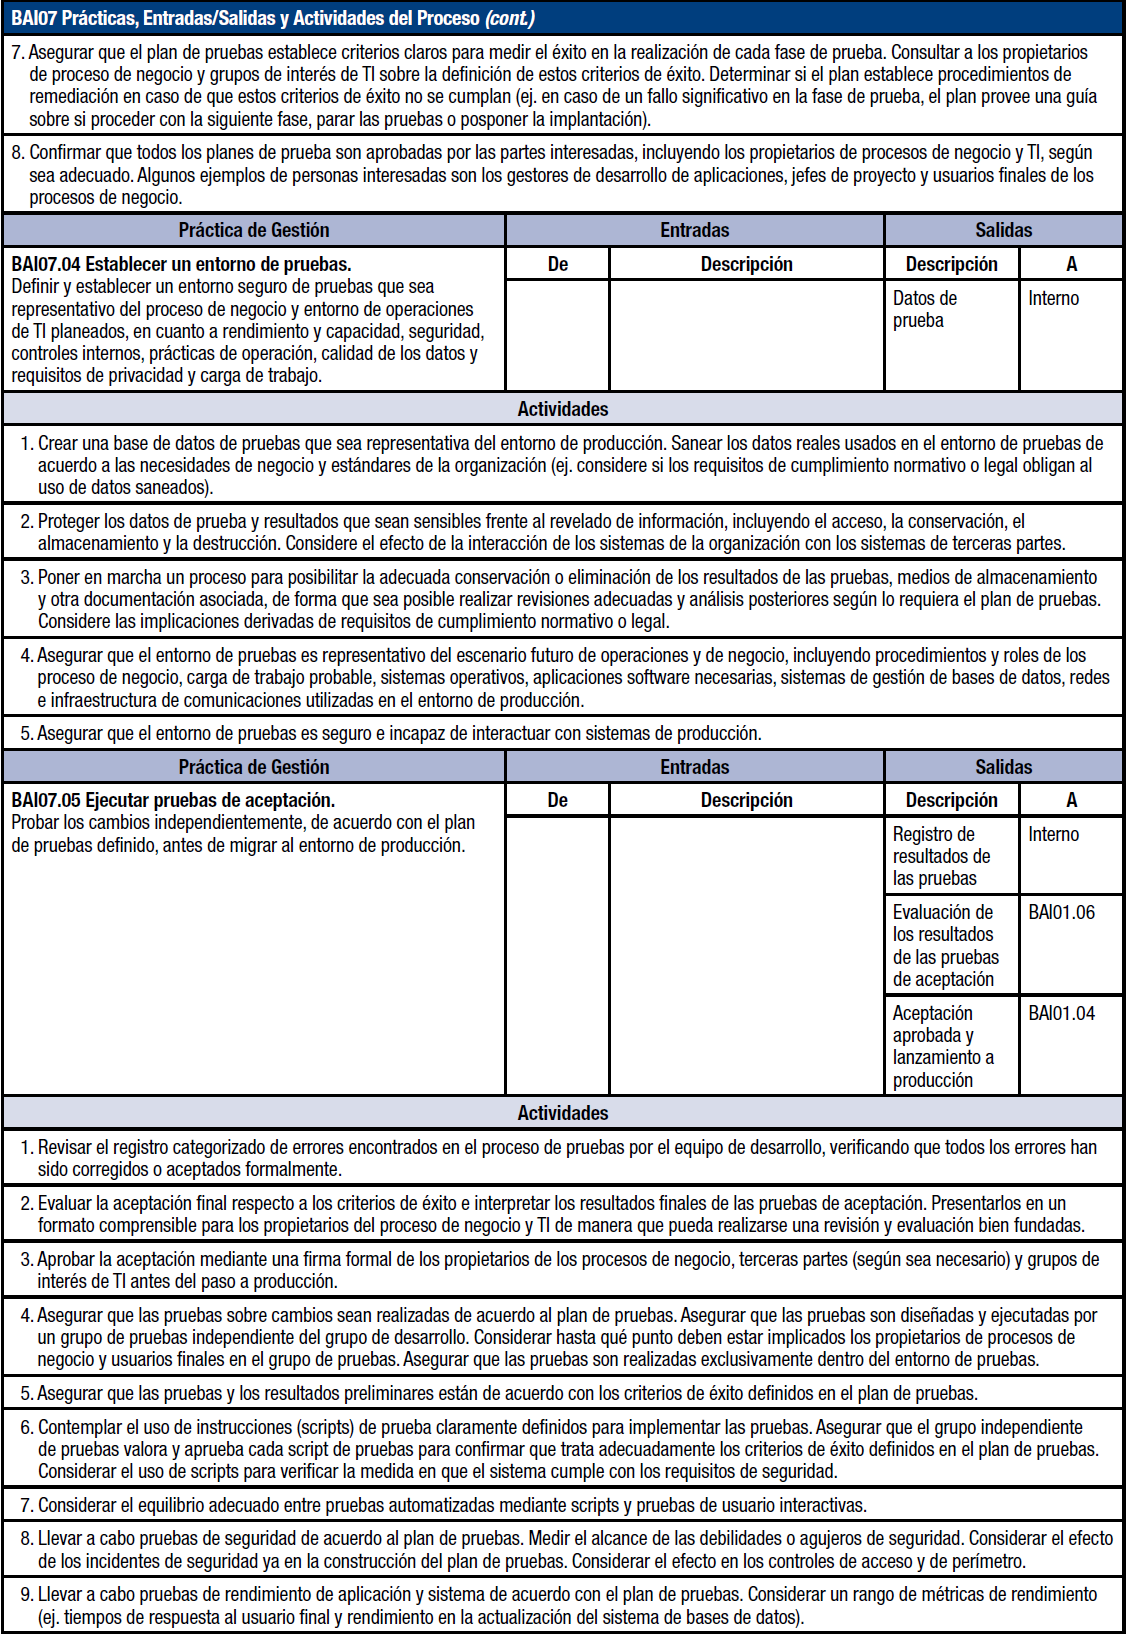 BAI07 Prácticas, Entradas/Salidas y Actividades del Proceso (cont.)
7. Asegurar que el plan de pruebas establece criterios claros para medir el éxito en la realización de cada fase de prueba. Consultar a los propietarios
de proceso de negocio y grupos de interés de TI sobre la definición de estos criterios de éxito. Determinar si el plan establece procedimientos de
remediación en caso de que estos criterios de éxito no se cumplan (ej. en caso de un fallo significativo en la fase de prueba, el plan provee una guía
sobre si proceder con la siguiente fase, parar las pruebas o posponer la implantación).
8. Confirmar que todos los planes de prueba son aprobadas por las partes interesadas, incluyendo los propietarios de procesos de negocio y TI, según
sea adecuado. Algunos ejemplos de personas interesadas son los gestores de desarrollo de aplicaciones, jefes de proyecto y usuarios finales de los
procesos de negocio.
Práctica de Gestión Entradas Salidas
BAI07.04 Establecer un entorno de pruebas.
Definir y establecer un entorno seguro de pruebas que sea
representativo del proceso de negocio y entorno de operaciones
de TI planeados, en cuanto a rendimiento y capacidad, seguridad,
controles internos, prácticas de operación, calidad de los datos y
requisitos de privacidad y carga de trabajo.
De Descripción Descripción A
Datos de
prueba
Interno
Actividades
1. Crear una base de datos de pruebas que sea representativa del entorno de producción. Sanear los datos reales usados en el entorno de pruebas de
acuerdo a las necesidades de negocio y estándares de la organización (ej. considere si los requisitos de cumplimiento normativo o legal obligan al
uso de datos saneados).
2. Proteger los datos de prueba y resultados que sean sensibles frente al revelado de información, incluyendo el acceso, la conservación, el
almacenamiento y la destrucción. Considere el efecto de la interacción de los sistemas de la organización con los sistemas de terceras partes.
3. Poner en marcha un proceso para posibilitar la adecuada conservación o eliminación de los resultados de las pruebas, medios de almacenamiento
y otra documentación asociada, de forma que sea posible realizar revisiones adecuadas y análisis posteriores según lo requiera el plan de pruebas.
Considere las implicaciones derivadas de requisitos de cumplimiento normativo o legal.
4. Asegurar que el entorno de pruebas es representativo del escenario futuro de operaciones y de negocio, incluyendo procedimientos y roles de los
proceso de negocio, carga de trabajo probable, sistemas operativos, aplicaciones software necesarias, sistemas de gestión de bases de datos, redes
e infraestructura de comunicaciones utilizadas en el entorno de producción.
5. Asegurar que el entorno de pruebas es seguro e incapaz de interactuar con sistemas de producción.
Práctica de Gestión Entradas Salidas
BAI07.05 Ejecutar pruebas de aceptación.
Probar los cambios independientemente, de acuerdo con el plan
de pruebas definido, antes de migrar al entorno de producción.
De Descripción Descripción A
Registro de
resultados de
las pruebas
Interno
Evaluación de
los resultados
de las pruebas
de aceptación
BAI01.06
Aceptación
aprobada y
lanzamiento a
producción
BAI01.04
Actividades
1. Revisar el registro categorizado de errores encontrados en el proceso de pruebas por el equipo de desarrollo, verificando que todos los errores han
sido corregidos o aceptados formalmente.
2. Evaluar la aceptación final respecto a los criterios de éxito e interpretar los resultados finales de las pruebas de aceptación. Presentarlos en un
formato comprensible para los propietarios del proceso de negocio y TI de manera que pueda realizarse una revisión y evaluación bien fundadas.
3. Aprobar la aceptación mediante una firma formal de los propietarios de los procesos de negocio, terceras partes (según sea necesario) y grupos de
interés de TI antes del paso a producción.
4. Asegurar que las pruebas sobre cambios sean realizadas de acuerdo al plan de pruebas. Asegurar que las pruebas son diseñadas y ejecutadas por
un grupo de pruebas independiente del grupo de desarrollo. Considerar hasta qué punto deben estar implicados los propietarios de procesos de
negocio y usuarios finales en el grupo de pruebas. Asegurar que las pruebas son realizadas exclusivamente dentro del entorno de pruebas.
5. Asegurar que las pruebas y los resultados preliminares están de acuerdo con los criterios de éxito definidos en el plan de pruebas.
6. Contemplar el uso de instrucciones (scripts) de prueba claramente definidos para implementar las pruebas. Asegurar que el grupo independiente
de pruebas valora y aprueba cada script de pruebas para confirmar que trata adecuadamente los criterios de éxito definidos en el plan de pruebas.
Considerar el uso de scripts para verificar la medida en que el sistema cumple con los requisitos de seguridad.
7. Considerar el equilibrio adecuado entre pruebas automatizadas mediante scripts y pruebas de usuario interactivas.
8. Llevar a cabo pruebas de seguridad de acuerdo al plan de pruebas. Medir el alcance de las debilidades o agujeros de seguridad. Considerar el efecto
de los incidentes de seguridad ya en la construcción del plan de pruebas. Considerar el efecto en los controles de acceso y de perímetro.
9. Llevar a cabo pruebas de rendimiento de aplicación y sistema de acuerdo con el plan de pruebas. Considerar un rango de métricas de rendimiento
(ej. tiempos de respuesta al usuario final y rendimiento en la actualización del sistema de bases de datos).